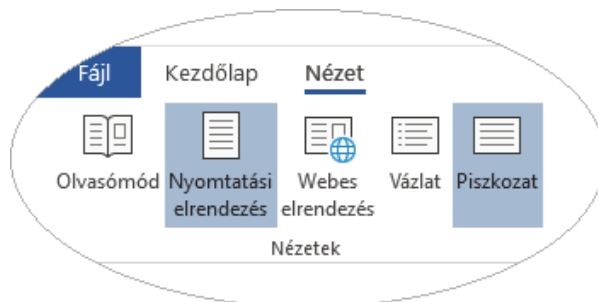 Fájl Kezdőlap Nézet
Olvasómód Nyomtatási elrendezés Webes elrendezés Vázlat Piszkozat
Nézetek